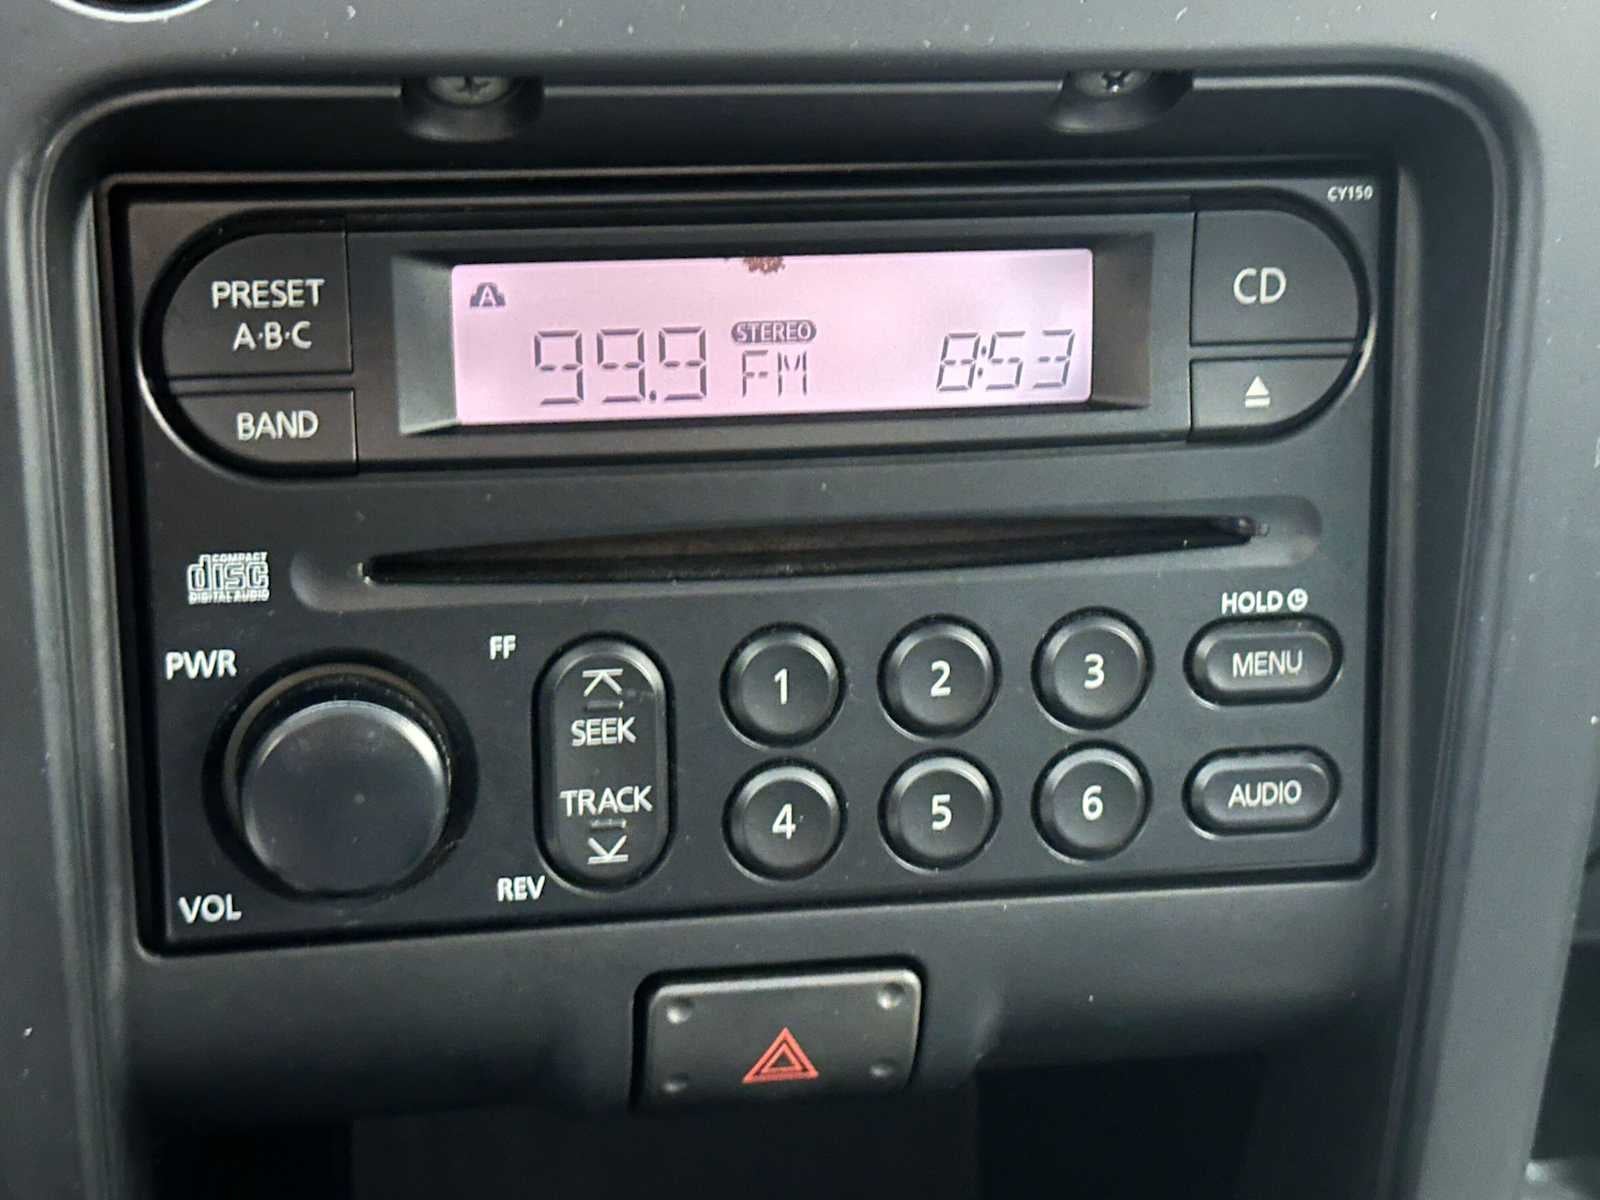 CY150
PRESET
A·B·C
BAND
A
99.9
STEREO
FM
8:53
CD
COMPACT
disc
DIGITAL AUDIO
PWR
VOL
FF
SEEK
TRACK
REV
1
2
3
4
5
6
HOLD
MENU
AUDIO